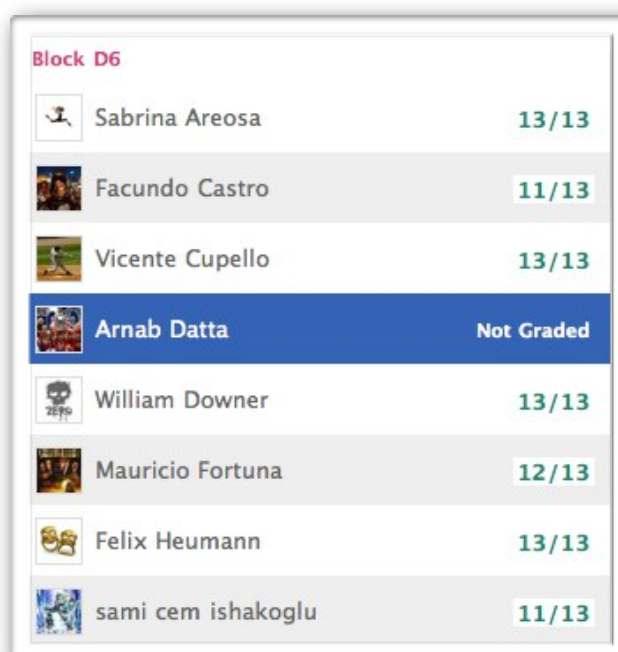 Block D6
Sabrina Areosa 13/13
Facundo Castro 11/13
Vicente Cupello 13/13
Arnab Datta Not Graded
ZERO
William Downer 13/13
Mauricio Fortuna 12/13
Felix Heumann 13/13
sami cem ishakoglu 11/13